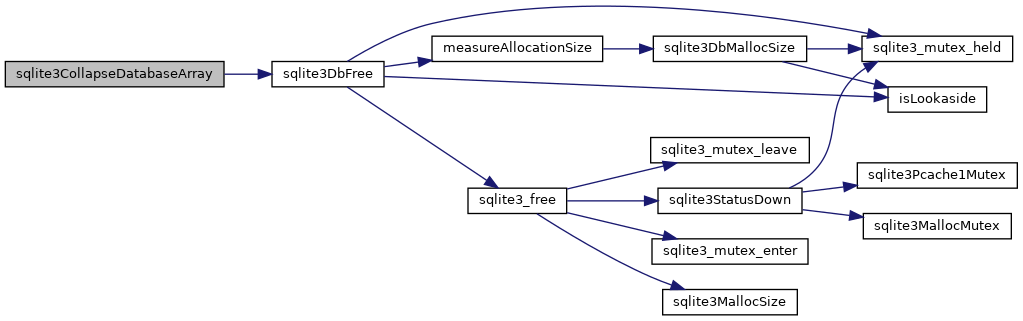 sqlite3CollapseDatabaseArray
sqlite3DbFree
measureAllocationSize
sqlite3DbMallocSize
sqlite3_mutex_held
isLookaside
sqlite3_free
sqlite3_mutex_leave
sqlite3StatusDown
sqlite3Pcache1Mutex
sqlite3MallocMutex
sqlite3_mutex_enter
sqlite3MallocSize